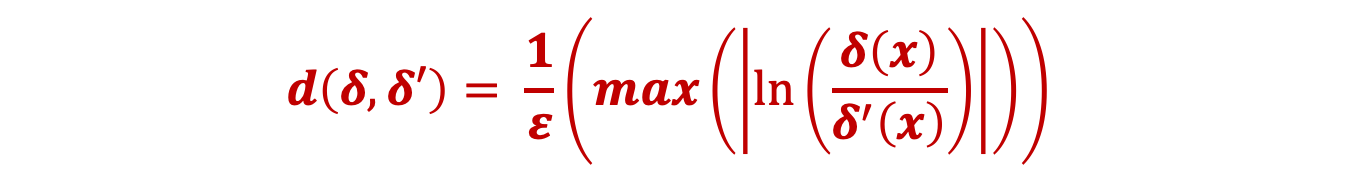 d(δ, δ′) = 1/ε (max (|ln (δ(x)/δ′(x))|))